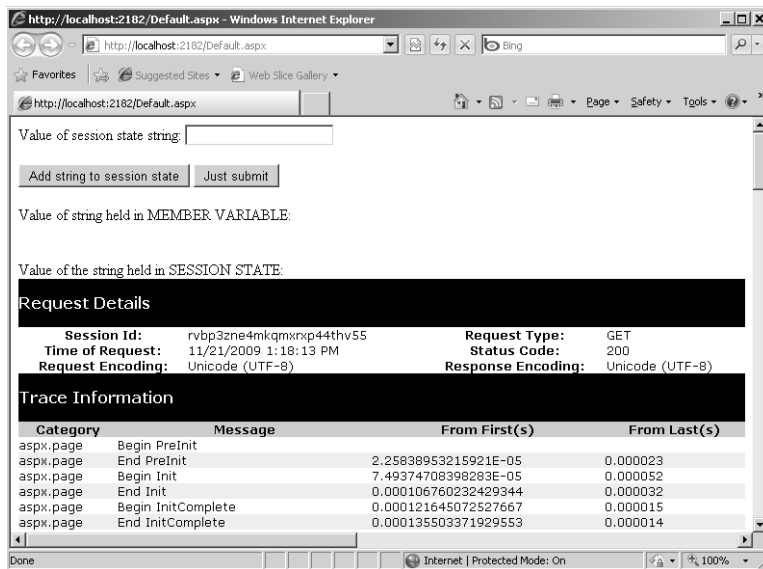 http://localhost:2182/Default.aspx - Windows Internet Explorer
http://localhost:2182/Default.aspx
Bing
Favorites Suggested Sites Web Slice Gallery
http://localhost:2182/Default.aspx
Page Safety Tools
Value of session state string:
Add string to session state Just submit
Value of string held in MEMBER VARIABLE:
Value of the string held in SESSION STATE:
Request Details
Session Id: rvbp3zne4mkqmxrxp44thv55 Request Type: GET
Time of Request: 11/21/2009 1:18:13 PM Status Code: 200
Request Encoding: Unicode (UTF-8) Response Encoding: Unicode (UTF-8)
Trace Information
Category Message From First(s) From Last(s)
aspx.page Begin PreInit
aspx.page End PreInit 2.25838953215921E-05 0.000023
aspx.page Begin Init 7.49374708398283E-05 0.000052
aspx.page End Init 0.000106760232429344 0.000032
aspx.page Begin InitComplete 0.000121645072527667 0.000015
aspx.page End InitComplete 0.000135503371929553 0.000014
Done Internet | Protected Mode: On 100%